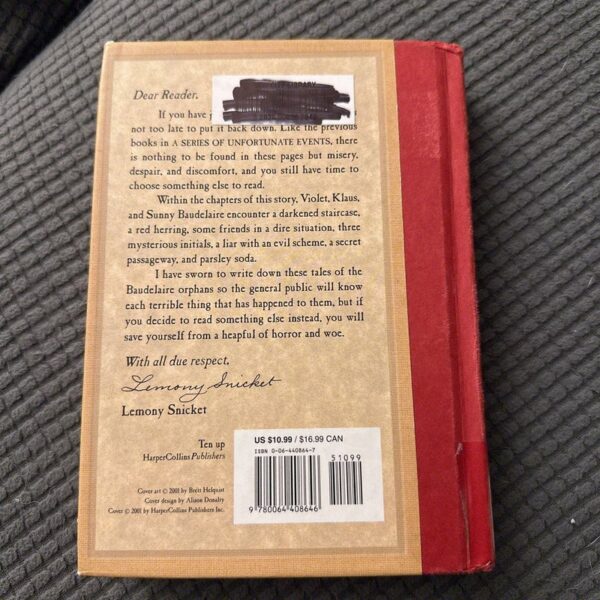 LIBRARY
Dear Reader,
If you have
not too late to put it back down. Like the previous
books in A SERIES OF UNFORTUNATE EVENTS, there
is nothing to be found in these pages but misery,
despair, and discomfort, and you still have time to
choose something else to read.
Within the chapters of this story, Violet, Klaus,
and Sunny Baudelaire encounter a darkened staircase,
a red herring, some friends in a dire situation, three
mysterious initials, a liar with an evil scheme, a secret
passageway, and parsley soda.
I have sworn to write down these tales of the
Baudelaire orphans so the general public will know
each terrible thing that has happened to them, but if
you decide to read something else instead, you will
save yourself from a heapful of horror and woe.
With all due respect,
Lemony Snicket
Lemony Snicket
Ten up
HarperCollinsPublishers
US $10.99 / $16.99 CAN
ISBN 0-06-440864-7
51099
9 780064 408646
Cover art © 2001 by Brett Helquist
Cover design by Alison Donalty
Cover © 2001 by HarperCollins Publishers Inc.